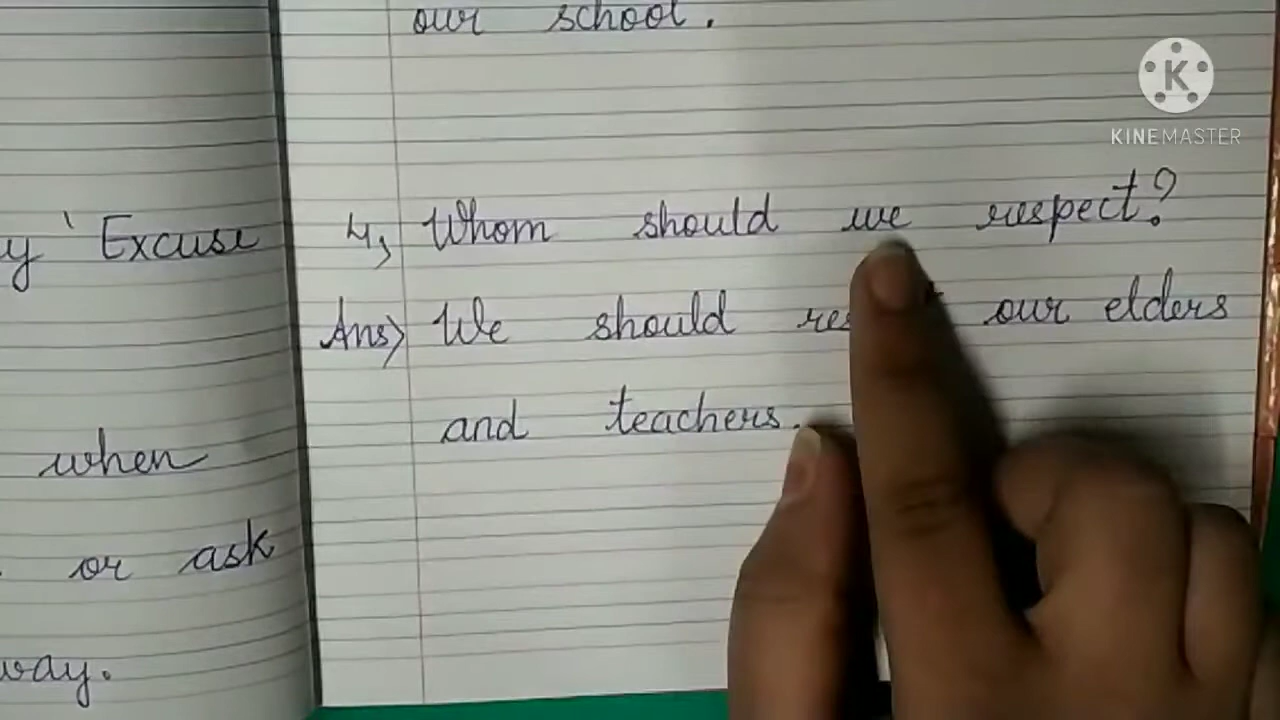 our school.
y ' Excuse
when
or ask
way.
4, Whom should we respect?
Ans) We should our elders
and teachers.
KINEMASTER